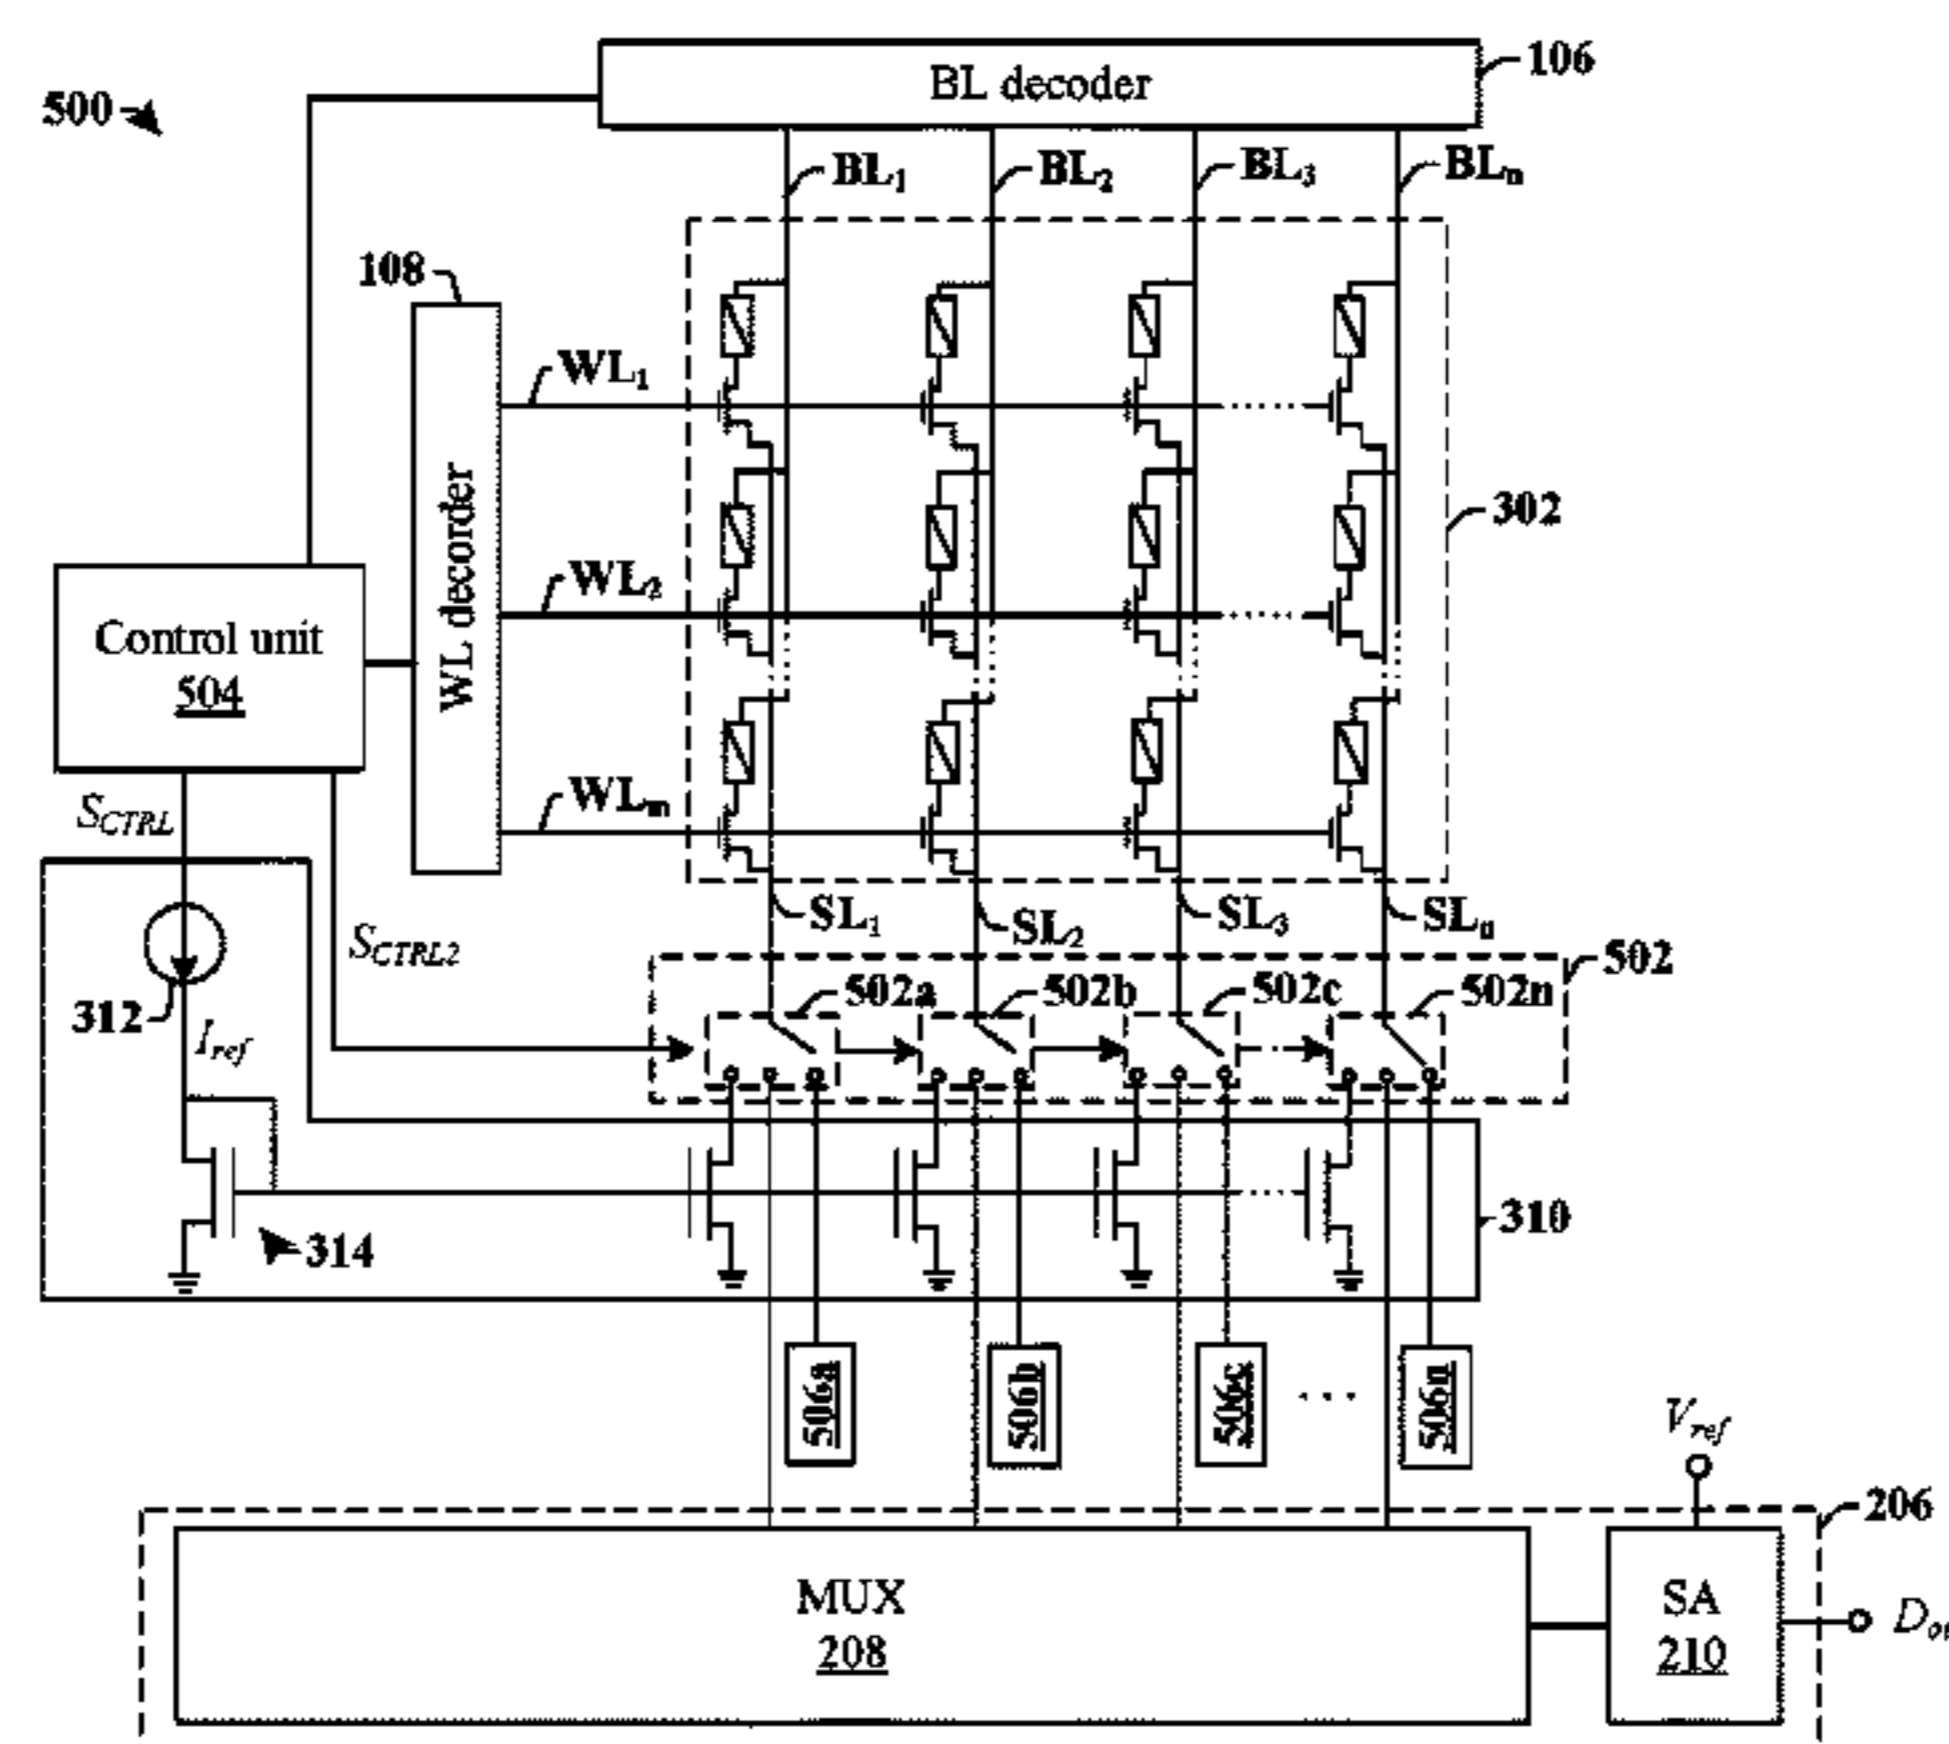 500
BL decoder
106
BL1
BL2
BL3
BLn
108
WL1
WL2
WLm
WL decorder
302
Control unit
504
SCTRL
SCTRL2
SL1
SL2
SL3
SLn
502
502a
502b
502c
502n
312
Iref
314
310
506a
506b
506c
...
506n
Vref
206
MUX
208
SA
210